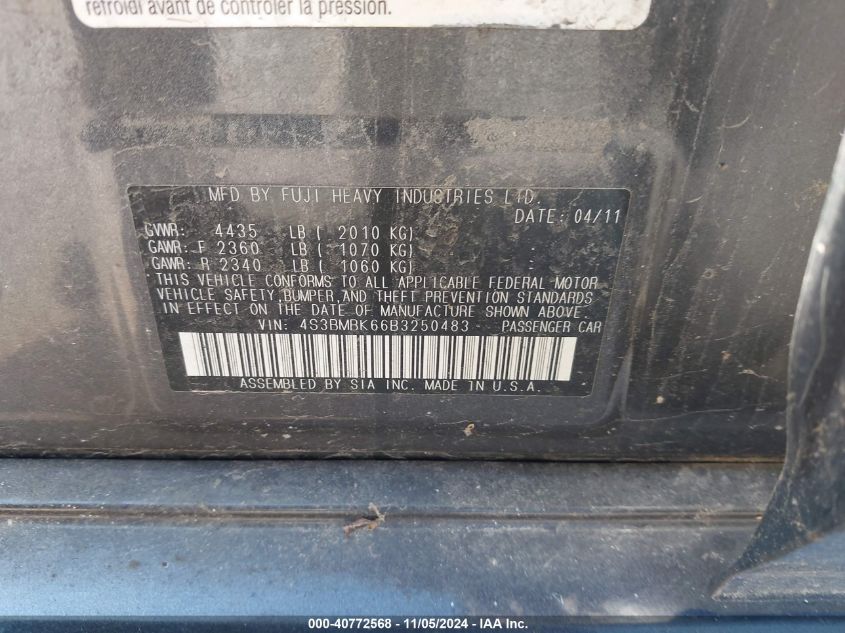 refroidi avant de contrôler la pression.
MFD BY FUJI HEAVY INDUSTRIES LTD.
DATE: 04/11
GVWR: 4435 LB ( 2010 KG)
GAWR: F 2360 LB ( 1070 KG)
GAWR: R 2340 LB ( 1060 KG)
THIS VEHICLE CONFORMS TO ALL APPLICABLE FEDERAL MOTOR
VEHICLE SAFETY, BUMPER, AND THEFT PREVENTION STANDARDS
IN EFFECT ON THE DATE OF MANUFACTURE SHOWN ABOVE.
VIN: 4S3BMBK66B3250483 PASSENGER CAR
ASSEMBLED BY SIA INC. MADE IN U.S.A.
000-40772568 - 11/05/2024 - IAA Inc.